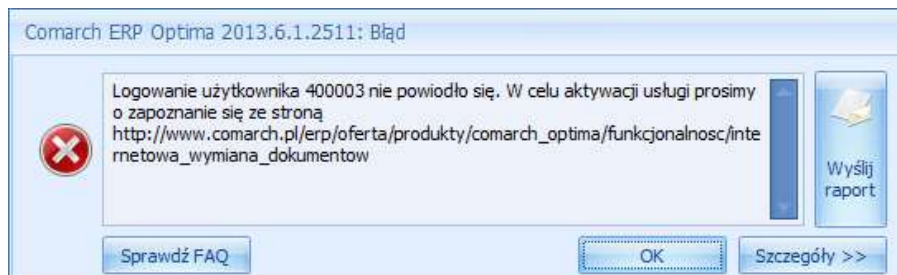 Comarch ERP Optima 2013.6.1.2511: Błąd
Logowanie użytkownika 400003 nie powiodło się. W celu aktywacji usługi prosimy
o zapoznanie się ze stroną
http://www.comarch.pl/erp/oferta/produkty/comarch_optima/funkcjonalnosc/inte
rnetowa_wymiana_dokumentow
Wyślij
raport
Sprawdź FAQ
OK
Szczegóły >>